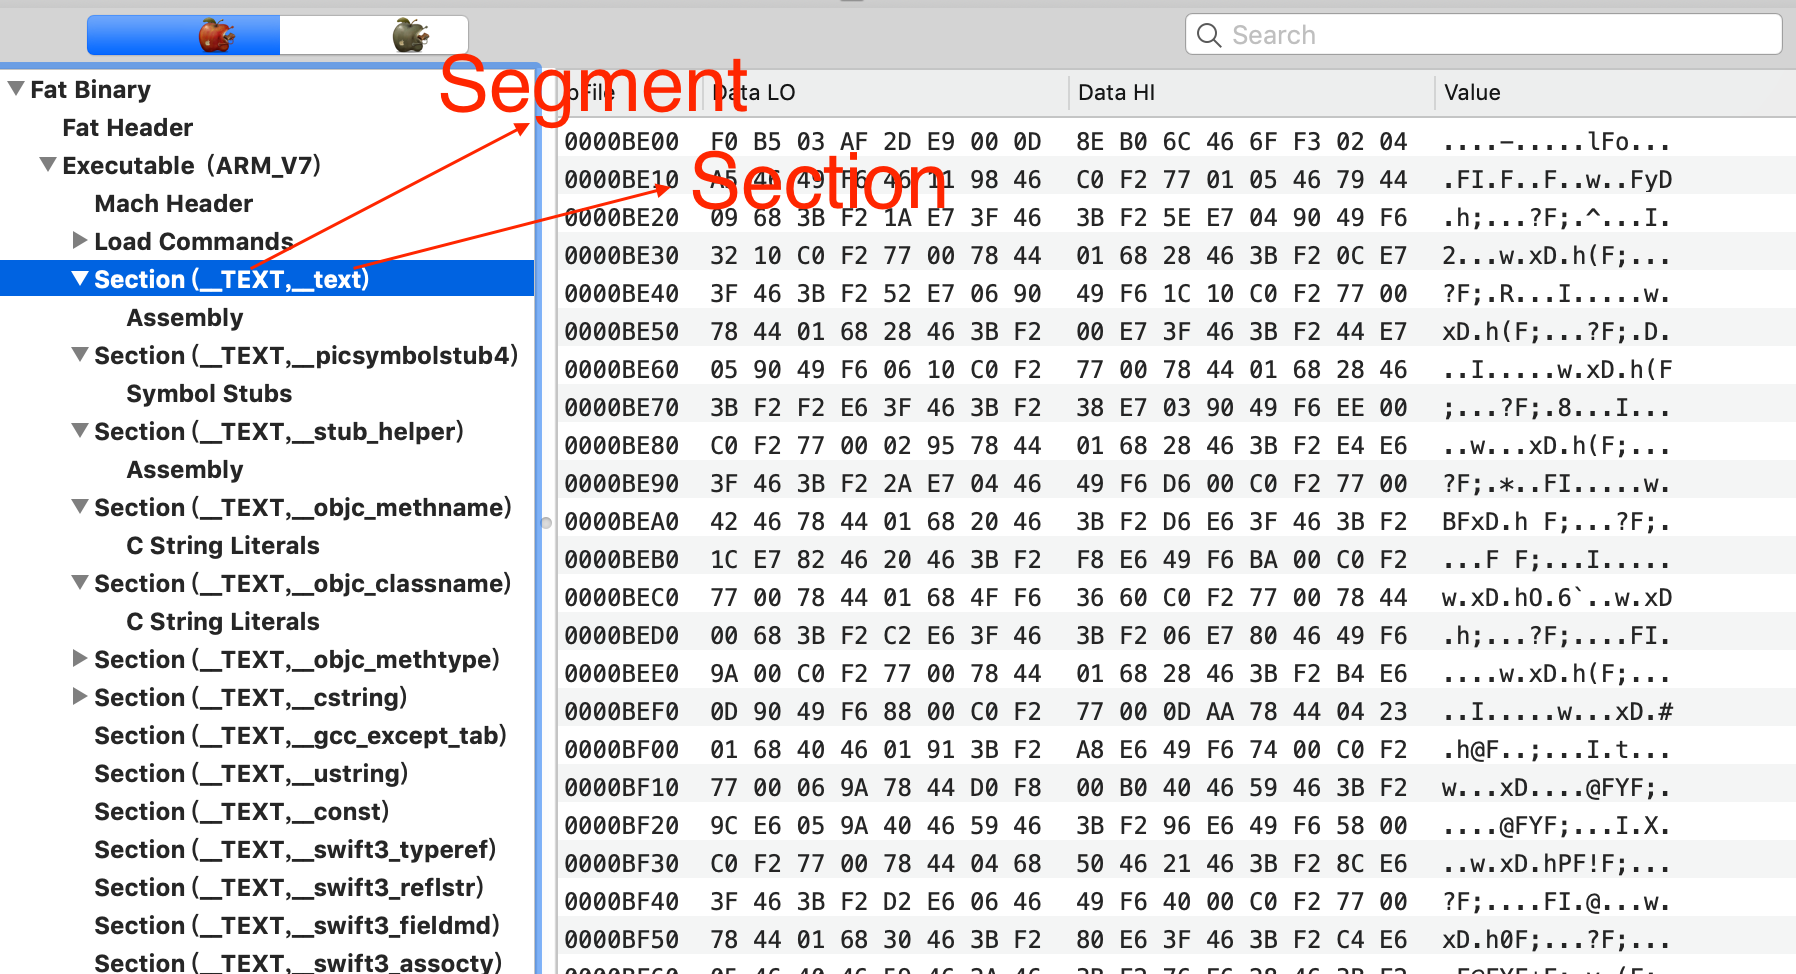 Search
Segment
Section
Fat Binary
Fat Header
Executable (ARM_V7)
Mach Header
Load Commands
Section (__TEXT,__text)
Assembly
Section (__TEXT,__picsymbolstub4)
Symbol Stubs
Section (__TEXT,__stub_helper)
Assembly
Section (__TEXT,__objc_methname)
C String Literals
Section (__TEXT,__objc_classname)
C String Literals
Section (__TEXT,__objc_methtype)
Section (__TEXT,__cstring)
Section (__TEXT,__gcc_except_tab)
Section (__TEXT,__ustring)
Section (__TEXT,__const)
Section (__TEXT,__swift3_typeref)
Section (__TEXT,__swift3_reflstr)
Section (__TEXT,__swift3_fieldmd)
Section (__TEXT,__swift3_assocty)
pFile Data LO Data HI Value
0000BE00 F0 B5 03 AF 2D E9 00 0D 8E B0 6C 46 6F F3 02 04 ....-.....lFo...
0000BE10 A5 46 49 F6 46 11 98 46 C0 F2 77 01 05 46 79 44 .FI.F..F..w..FyD
0000BE20 09 68 3B F2 1A E7 3F 46 3B F2 5E E7 04 90 49 F6 .h;...?F;.^...I.
0000BE30 32 10 C0 F2 77 00 78 44 01 68 28 46 3B F2 0C E7 2...w.xD.h(F;...
0000BE40 3F 46 3B F2 52 E7 06 90 49 F6 1C 10 C0 F2 77 00 ?F;.R...I.....w.
0000BE50 78 44 01 68 28 46 3B F2 00 E7 3F 46 3B F2 44 E7 xD.h(F;...?F;.D.
0000BE60 05 90 49 F6 06 10 C0 F2 77 00 78 44 01 68 28 46 ..I.....w.xD.h(F
0000BE70 3B F2 F2 E6 3F 46 3B F2 38 E7 03 90 49 F6 EE 00 ;...?F;.8...I...
0000BE80 C0 F2 77 00 02 95 78 44 01 68 28 46 3B F2 E4 E6 ..w...xD.h(F;...
0000BE90 3F 46 3B F2 2A E7 04 46 49 F6 D6 00 C0 F2 77 00 ?F;.*..FI.....w.
0000BEA0 42 46 78 44 01 68 20 46 3B F2 D6 E6 3F 46 3B F2 BFxD.h F;...?F;.
0000BEB0 1C E7 82 46 20 46 3B F2 F8 E6 49 F6 BA 00 C0 F2 ...F F;...I.....
0000BEC0 77 00 78 44 01 68 4F F6 36 60 C0 F2 77 00 78 44 w.xD.hO.6`..w.xD
0000BED0 00 68 3B F2 C2 E6 3F 46 3B F2 06 E7 80 46 49 F6 .h;...?F;....FI.
0000BEE0 9A 00 C0 F2 77 00 78 44 01 68 28 46 3B F2 B4 E6 ....w.xD.h(F;...
0000BEF0 0D 90 49 F6 88 00 C0 F2 77 00 0D AA 78 44 04 23 ..I.....w...xD.#
0000BF00 01 68 40 46 01 91 3B F2 A8 E6 49 F6 74 00 C0 F2 .h@F..;...I.t...
0000BF10 77 00 06 9A 78 44 D0 F8 00 B0 40 46 59 46 3B F2 w...xD....@FYF;.
0000BF20 9C E6 05 9A 40 46 59 46 3B F2 96 E6 49 F6 58 00 ....@FYF;...I.X.
0000BF30 C0 F2 77 00 78 44 04 68 50 46 21 46 3B F2 8C E6 ..w.xD.hPF!F;...
0000BF40 3F 46 3B F2 D2 E6 06 46 49 F6 40 00 C0 F2 77 00 ?F;....FI.@...w.
0000BF50 78 44 01 68 30 46 3B F2 80 E6 3F 46 3B F2 C4 E6 xD.h0F;...?F;...